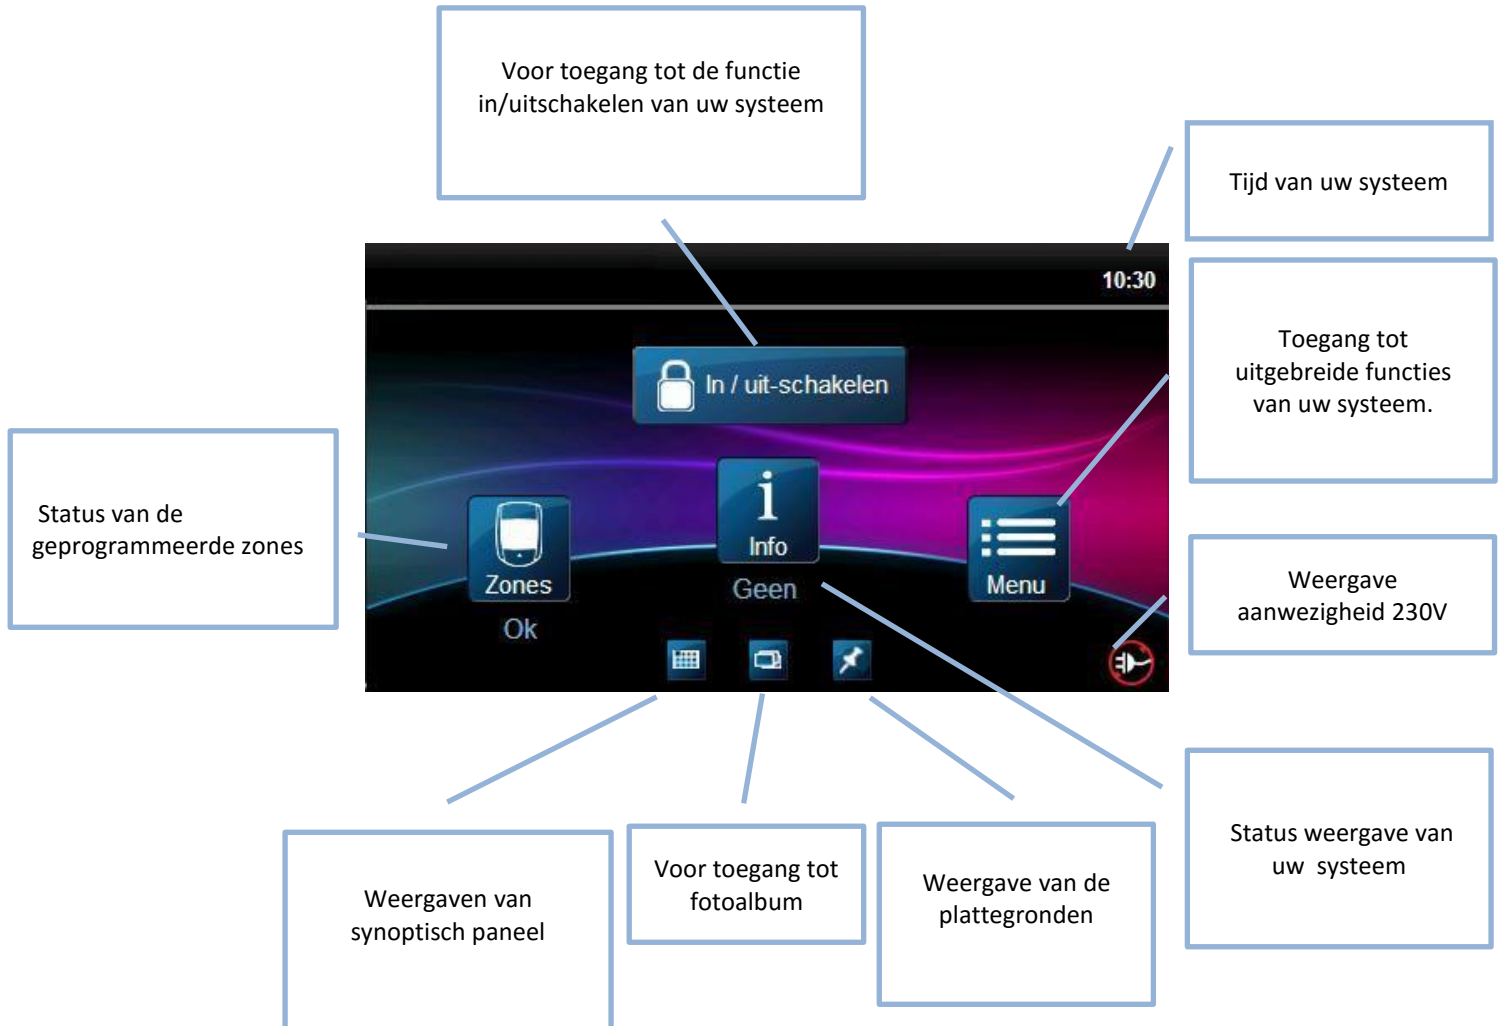 Voor toegang tot de functie
in/uitschakelen van uw systeem
Tijd van uw systeem
10:30
Toegang tot
uitgebreide functies
van uw systeem.
In / uit-schakelen
Status van de
geprogrammeerde zones
i
Info
Geen
Zones
Ok
Menu
Weergave
aanwezigheid 230V
Weergaven van
synoptisch paneel
Voor toegang tot
fotoalbum
Weergave van de
plattegronden
Status weergave van
uw systeem